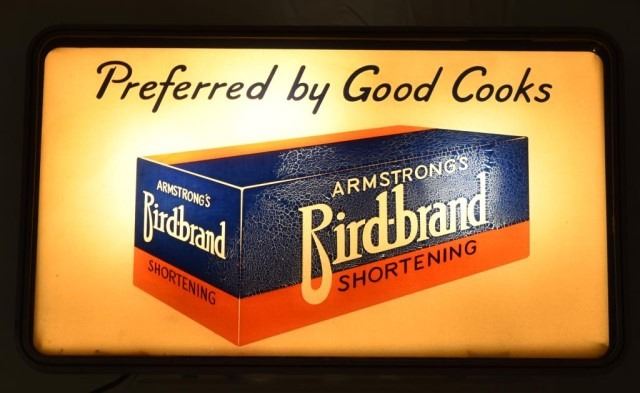 Preferred by Good Cooks
ARMSTRONG'S
Birdbrand
SHORTENING
ARMSTRONG'S
Birdbrand
SHORTENING